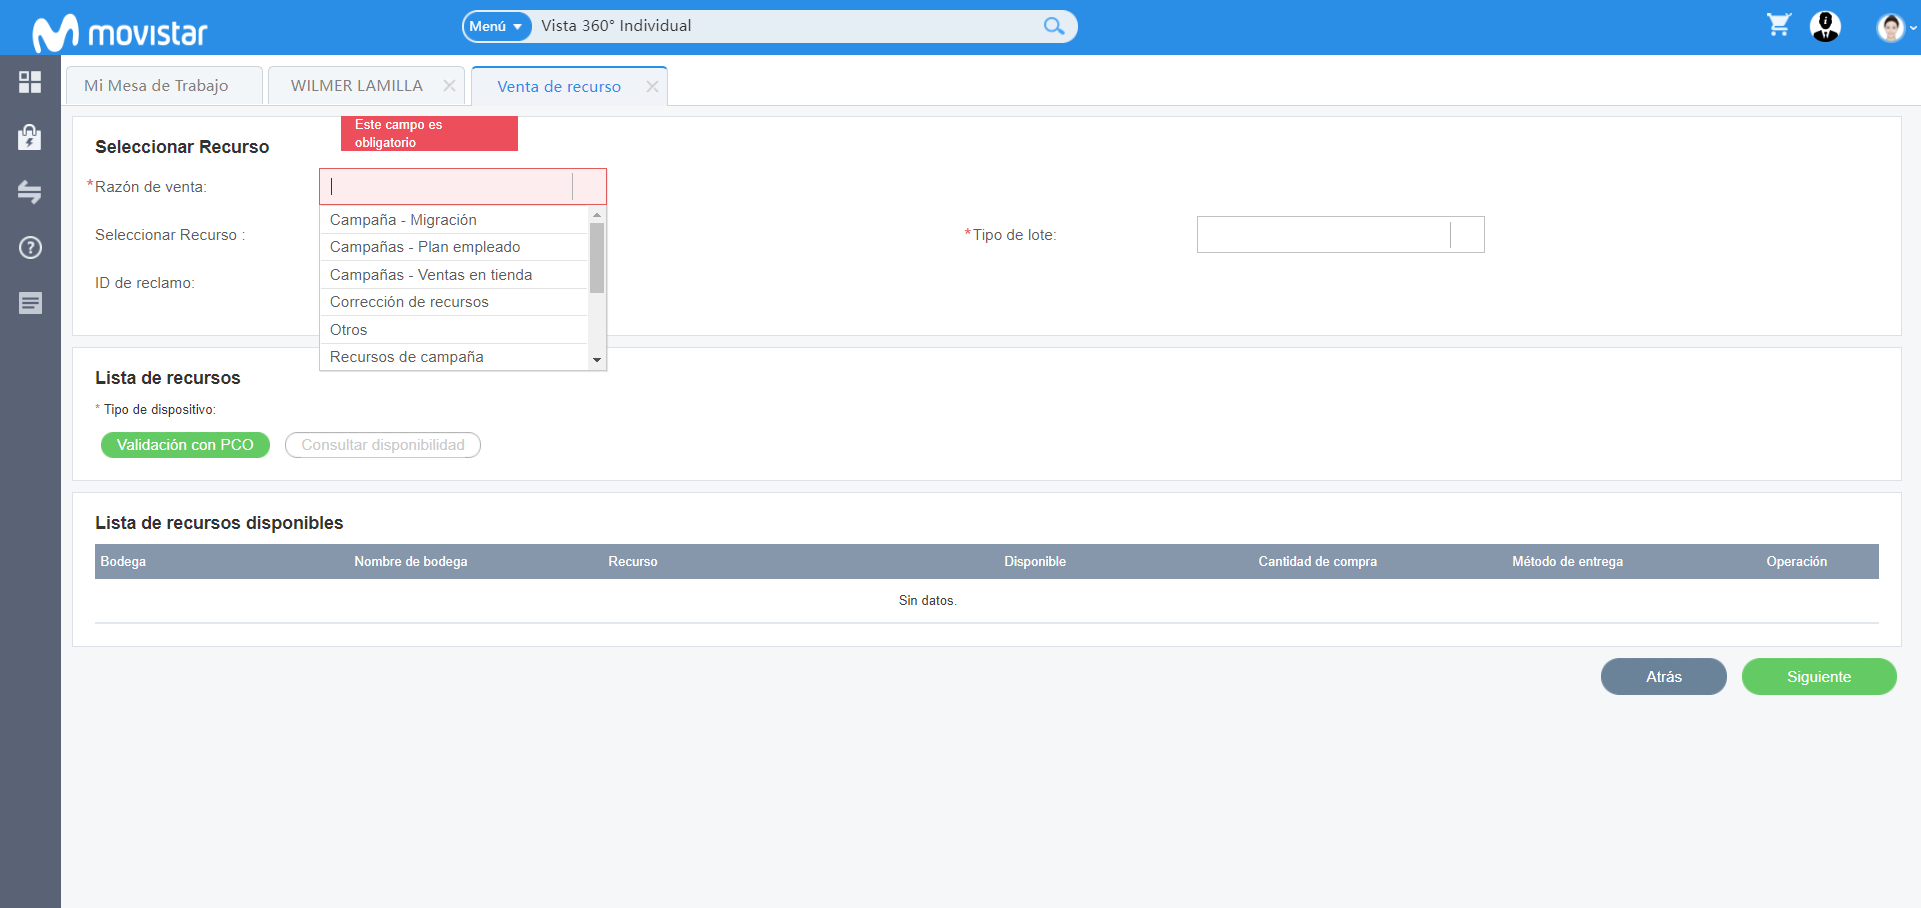 movistar
Menú
Vista 360° Individual
Mi Mesa de Trabajo
WILMER LAMILLA
Venta de recurso
Este campo es
obligatorio
Seleccionar Recurso
*Razón de venta:
Campaña - Migración
Campañas - Plan empleado
Campañas - Ventas en tienda
Corrección de recursos
Otros
Recursos de campaña
Seleccionar Recurso :
*Tipo de lote:
ID de reclamo:
Lista de recursos
* Tipo de dispositivo:
Validación con PCO
Consultar disponibilidad
Lista de recursos disponibles
Bodega Nombre de bodega Recurso Disponible Cantidad de compra Método de entrega Operación
Sin datos.
Atrás
Siguiente